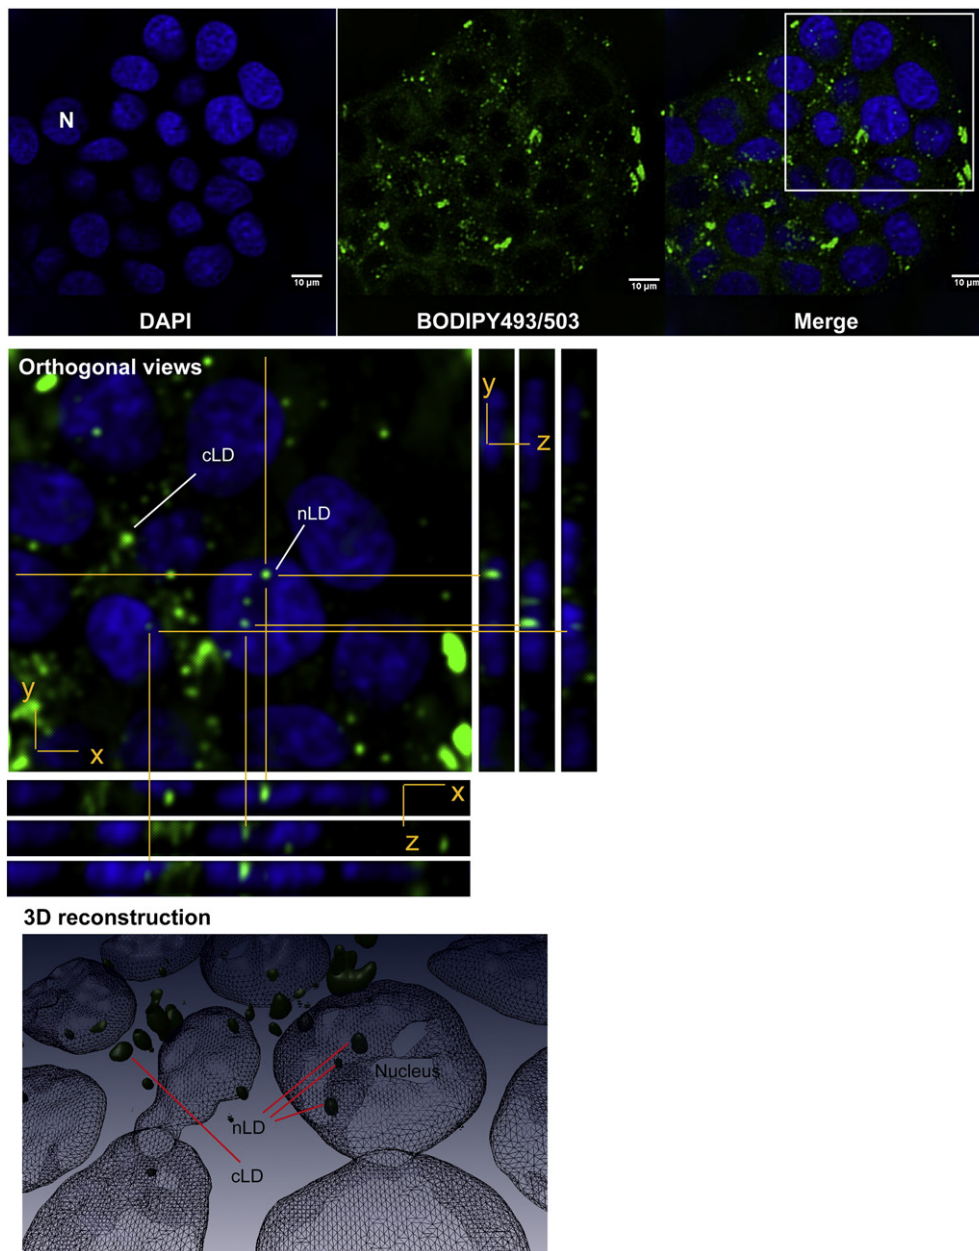 N
10 µm
10 µm
10 µm
DAPI
BODIPY493/503
Merge
Orthogonal views
cLD
nLD
y
x
y
z
x
z
3D reconstruction
Nucleus
nLD
cLD